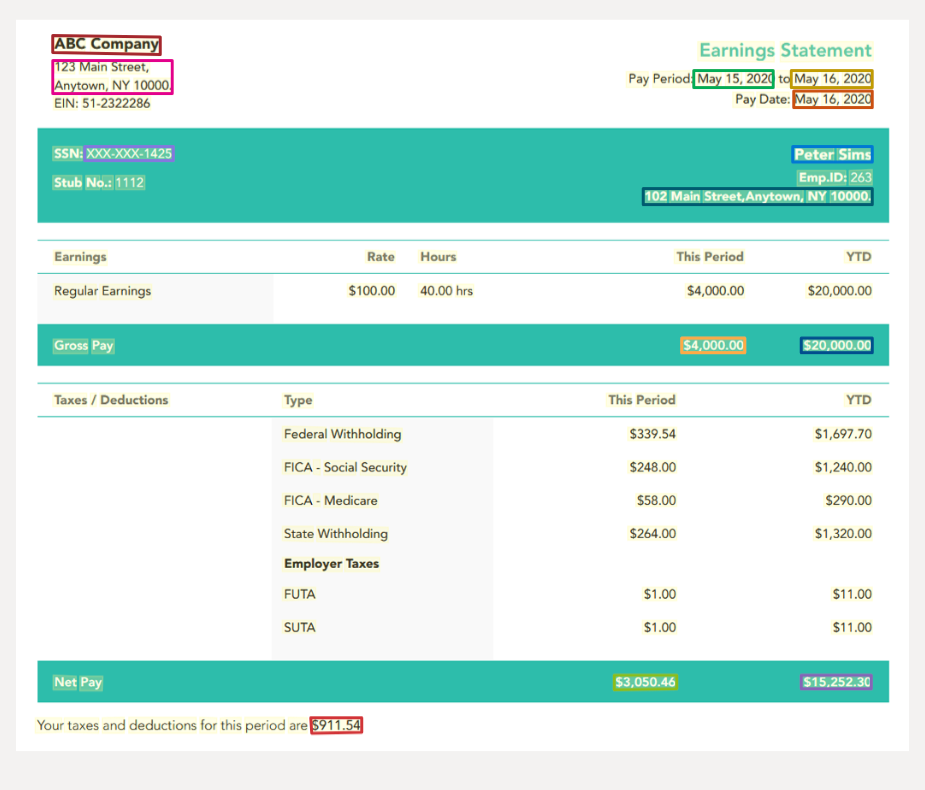 ABC Company
123 Main Street,
Anytown, NY 10000.
EIN: 51-2322286
Earnings Statement
Pay Period: May 15, 2020 to May 16, 2020
Pay Date: May 16, 2020
SSN: XXX-XXX-1425
Stub No.: 1112
Peter Sims
Emp.ID: 263
102 Main Street,Anytown, NY 10000.
Earnings Rate Hours This Period YTD
Regular Earnings $100.00 40.00 hrs $4,000.00 $20,000.00
Gross Pay $4,000.00 $20,000.00
Taxes / Deductions Type This Period YTD
Federal Withholding $339.54 $1,697.70
FICA - Social Security $248.00 $1,240.00
FICA - Medicare $58.00 $290.00
State Withholding $264.00 $1,320.00
Employer Taxes
FUTA $1.00 $11.00
SUTA $1.00 $11.00
Net Pay $3,050.46 $15,252.30
Your taxes and deductions for this period are $911.54